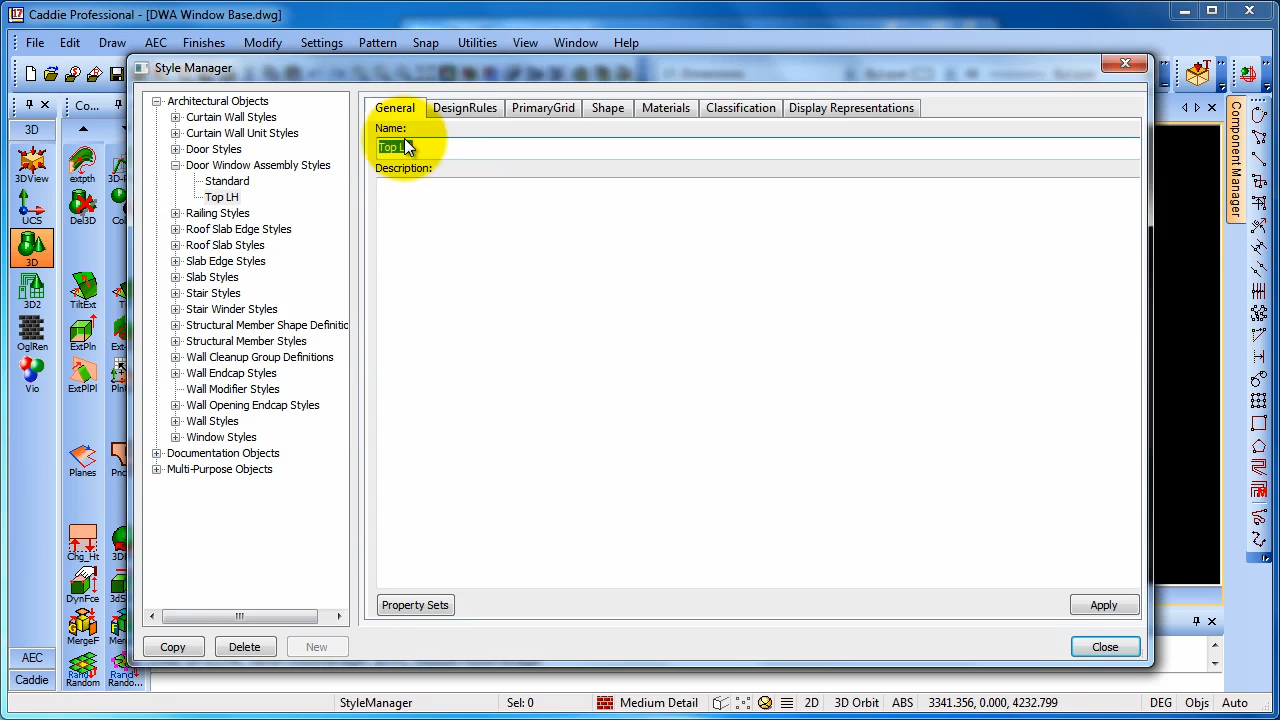 Caddie Professional - [DWA Window Base.dwg]
File Edit Draw AEC Finishes Modify Settings Pattern Snap Utilities View Window Help
Style Manager
Co...
3D
3DView
UCS
3D
3D2
OglRen
Vio
AEC
Caddie
extpth
Del3D
TiltExt
ExtPln
ExtPlPl
Planes
Chg_Ht
DynFce
MergeF
Random
3D-F
Rando...
Architectural Objects
Curtain Wall Styles
Curtain Wall Unit Styles
Door Styles
Door Window Assembly Styles
Standard
Top LH
Railing Styles
Roof Slab Edge Styles
Roof Slab Styles
Slab Edge Styles
Slab Styles
Stair Styles
Stair Winder Styles
Structural Member Shape Definitic
Structural Member Styles
Wall Cleanup Group Definitions
Wall Endcap Styles
Wall Modifier Styles
Wall Opening Endcap Styles
Wall Styles
Window Styles
Documentation Objects
Multi-Purpose Objects
Copy Delete New
General DesignRules PrimaryGrid Shape Materials Classification Display Representations
Name:
Top L
Description:
Property Sets
Apply
Close
Component Manager
StyleManager Sel: 0 Medium Detail 2D 3D Orbit ABS 3341.356, 0.000, 4232.799 DEG Objs Auto